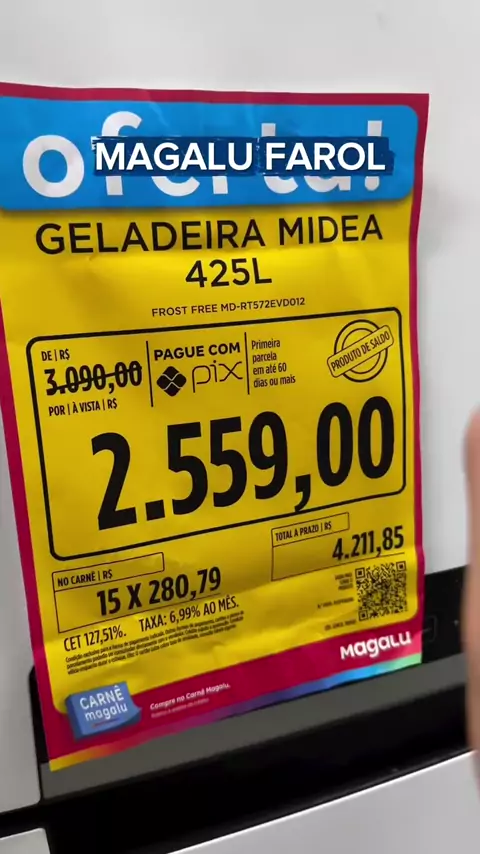 oferta!
MAGALU FAROL
GELADEIRA MIDEA
425L
FROST FREE MD-RT572EVD012
DE | R$
3.090,00
POR | À VISTA | R$
PAGUE COM
pix
Primeira
parcela
em até 60
dias ou mais
PRODUTO DE SALDO
2.559,00
NO CARNÊ | R$
15 X 280,79
TOTAL A PRAZO | R$
4.211,85
CET 127,51%. TAXA: 6,99% AO MÊS.
Magalu
CARNÊ
magalu
Compre no Carnê Magalu.